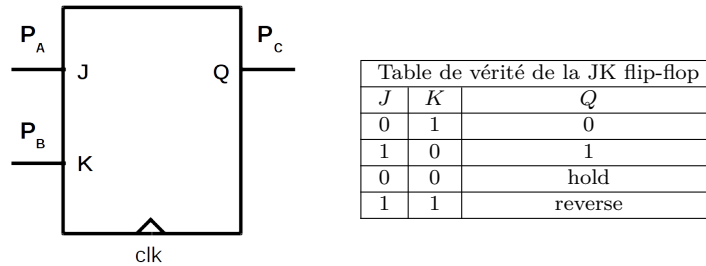 P_A
J
Q
P_C
P_B
K
clk
Table de vérité de la JK flip-flop
J K Q
0 1 0
1 0 1
0 0 hold
1 1 reverse